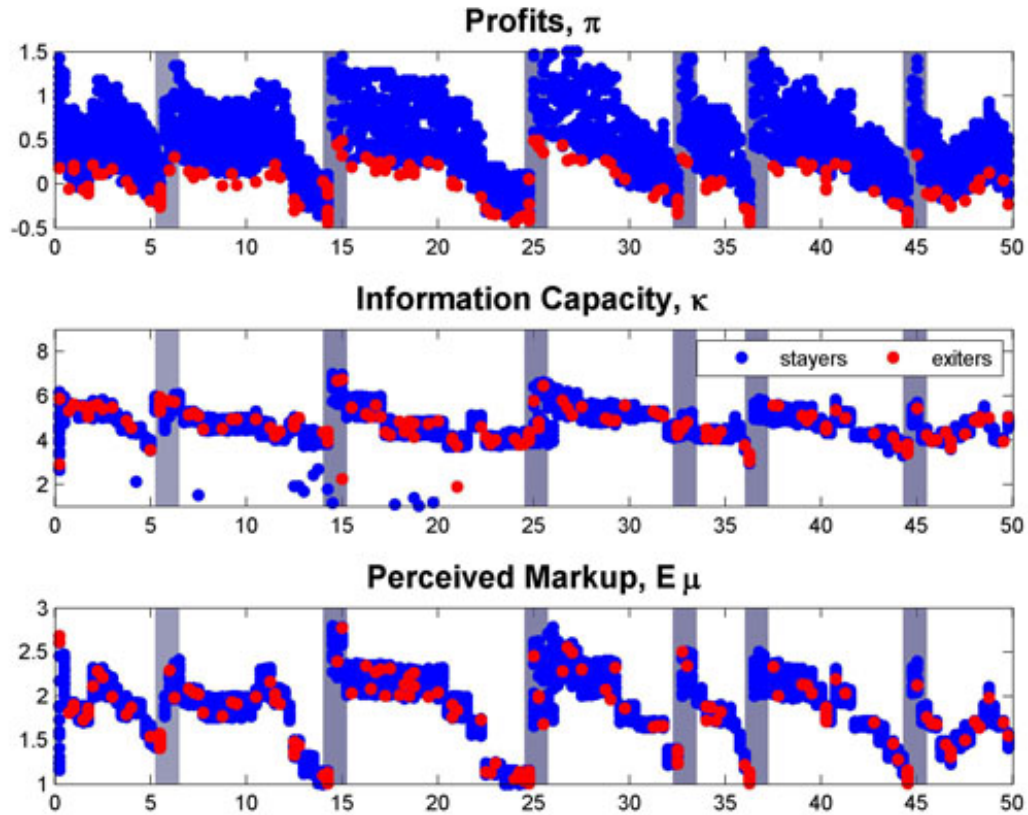 Profits, π
1.5
1
0.5
0
-0.5
0 5 10 15 20 25 30 35 40 45 50
Information Capacity, κ
8
6
4
2
stayers exiters
0 5 10 15 20 25 30 35 40 45 50
Perceived Markup, E μ
3
2.5
2
1.5
1
0 5 10 15 20 25 30 35 40 45 50